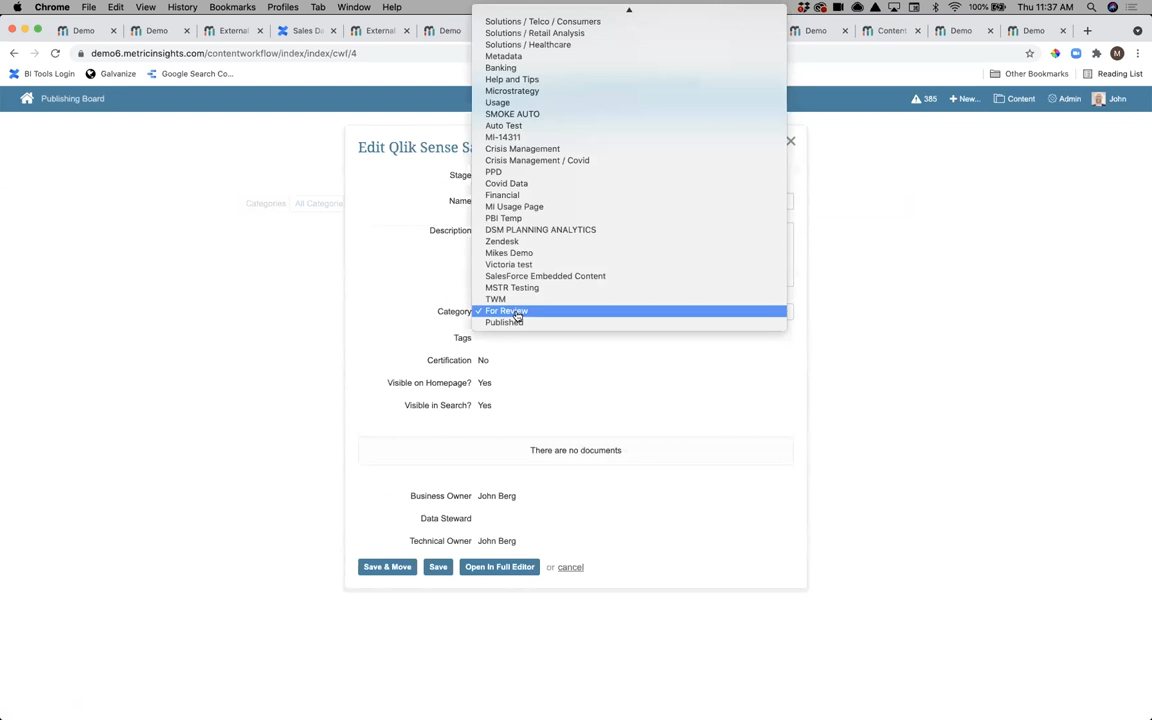 Chrome File Edit View History Bookmarks Profiles Tab Window Help
100% Thu 11:37 AM
Demo Demo External Sales Da External Demo Demo Content Demo Demo
demo6.metricinsights.com/contentworkflow/index/index/cwf/4
BI Tools Login Galvanize Google Search Co... Other Bookmarks Reading List
Publishing Board 385 +New... Content Admin John
Categories All Categorie
Edit Qlik Sense Sa
Stage
Name
Description
Solutions / Telco / Consumers
Solutions / Retail Analysis
Solutions / Healthcare
Metadata
Banking
Help and Tips
Microstrategy
Usage
SMOKE AUTO
Auto Test
MI-14311
Crisis Management
Crisis Management / Covid
PPD
Covid Data
Financial
MI Usage Page
PBI Temp
DSM PLANNING ANALYTICS
Zendesk
Mikes Demo
Victoria test
SalesForce Embedded Content
MSTR Testing
TWM
Category ✓ For Review
Published
Tags
Certification No
Visible on Homepage? Yes
Visible in Search? Yes
There are no documents
Business Owner John Berg
Data Steward
Technical Owner John Berg
Save & Move Save Open In Full Editor or cancel